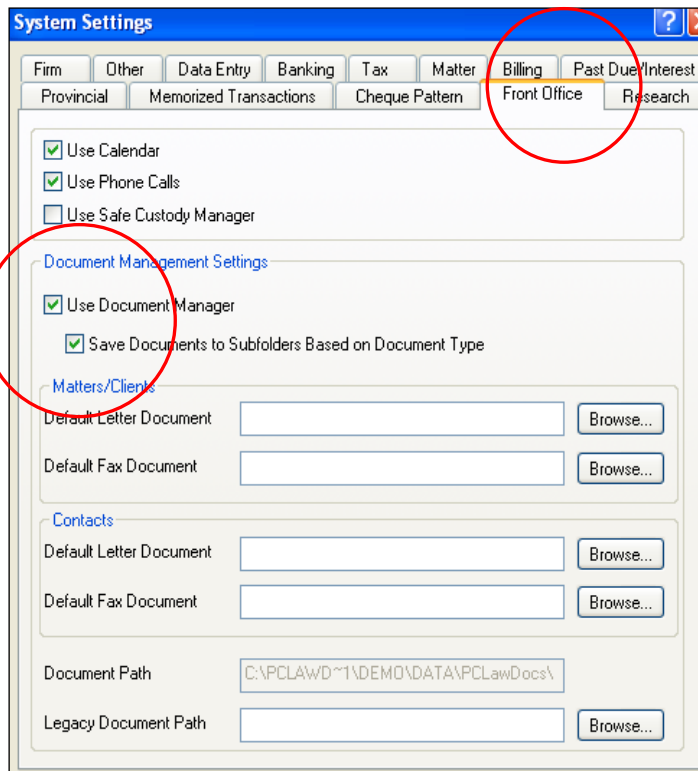 System Settings
Firm Other Data Entry Banking Tax Matter Billing Past Due/Interest
Provincial Memorized Transactions Cheque Pattern Front Office Research
Use Calendar
Use Phone Calls
Use Safe Custody Manager
Document Management Settings
Use Document Manager
Save Documents to Subfolders Based on Document Type
Matters/Clients
Default Letter Document Browse...
Default Fax Document Browse...
Contacts
Default Letter Document Browse...
Default Fax Document Browse...
Document Path C:\PCLAWD~1\DEMO\DATA\PCLawDocs\
Legacy Document Path Browse...